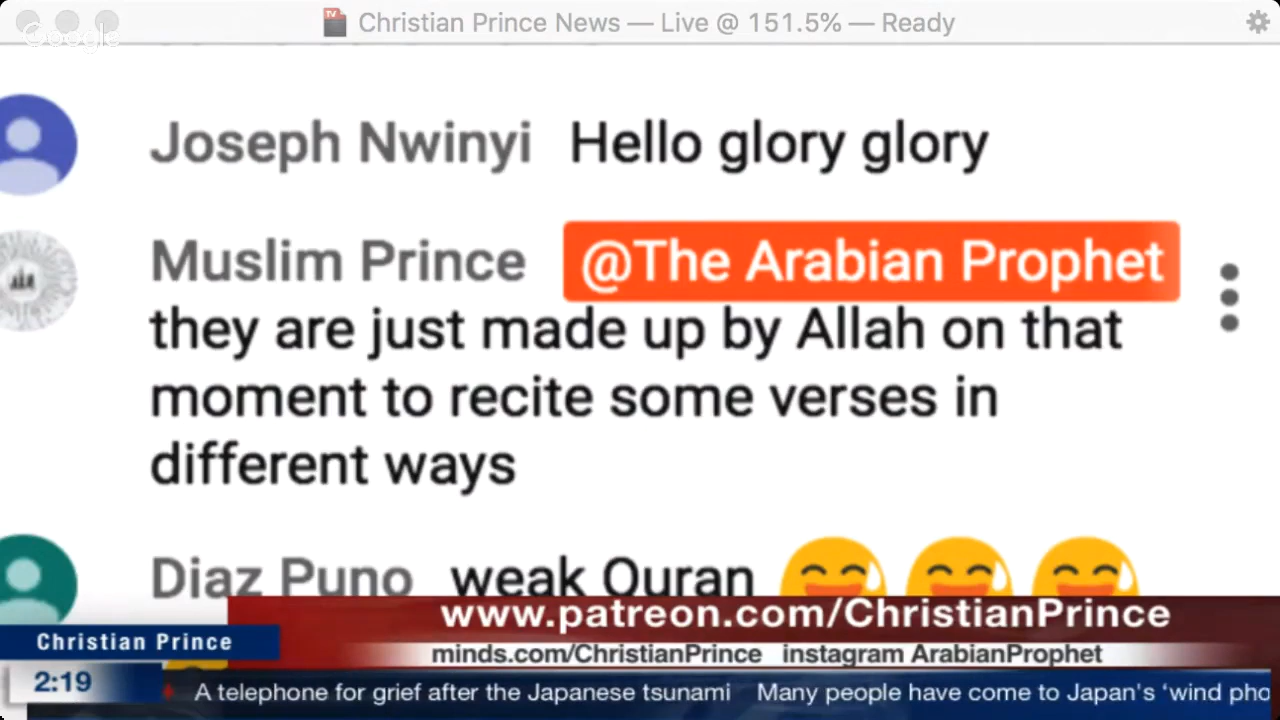 Christian Prince News — Live @ 151.5% — Ready
Google
Joseph Nwinyi Hello glory glory
Muslim Prince @The Arabian Prophet
they are just made up by Allah on that
moment to recite some verses in
different ways
Diaz Puno weak Quran 😅😅😅
www.patreon.com/ChristianPrince
Christian Prince
minds.com/ChristianPrince instagram ArabianProphet
2:19
A telephone for grief after the Japanese tsunami Many people have come to Japan's ‘wind pho